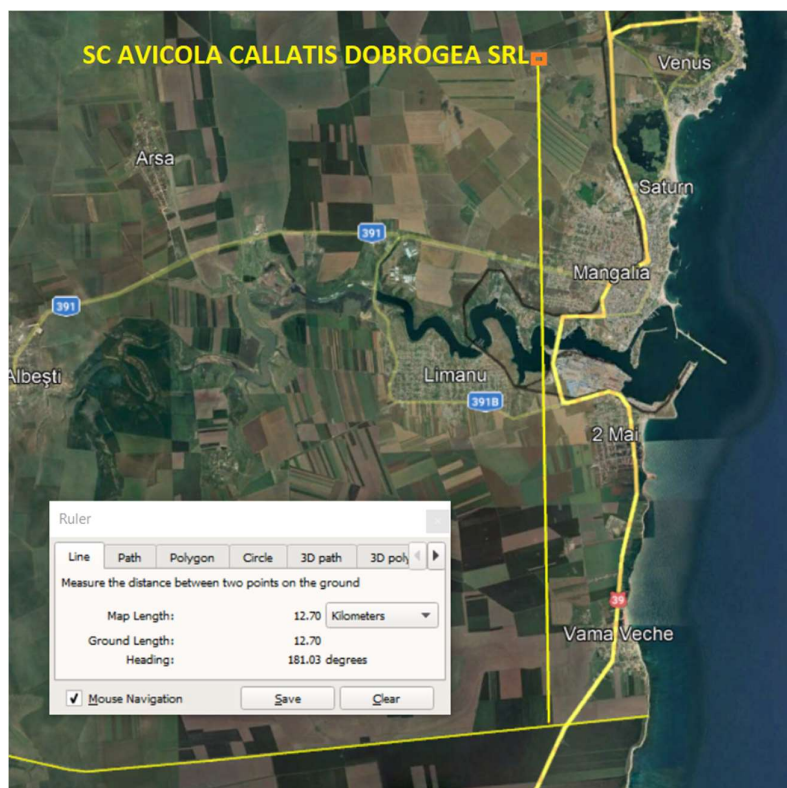 SC AVICOLA CALLATIS DOBROGEA SRL
Venus
Arsa
Saturn
391
Mangalia
391
Albeşti
Limanu
391B
2 Mai
Ruler
Line Path Polygon Circle 3D path 3D poly
Measure the distance between two points on the ground
Map Length: 12.70 Kilometers
Ground Length: 12.70
Heading: 181.03 degrees
39
Vama Veche
Mouse Navigation Save Clear